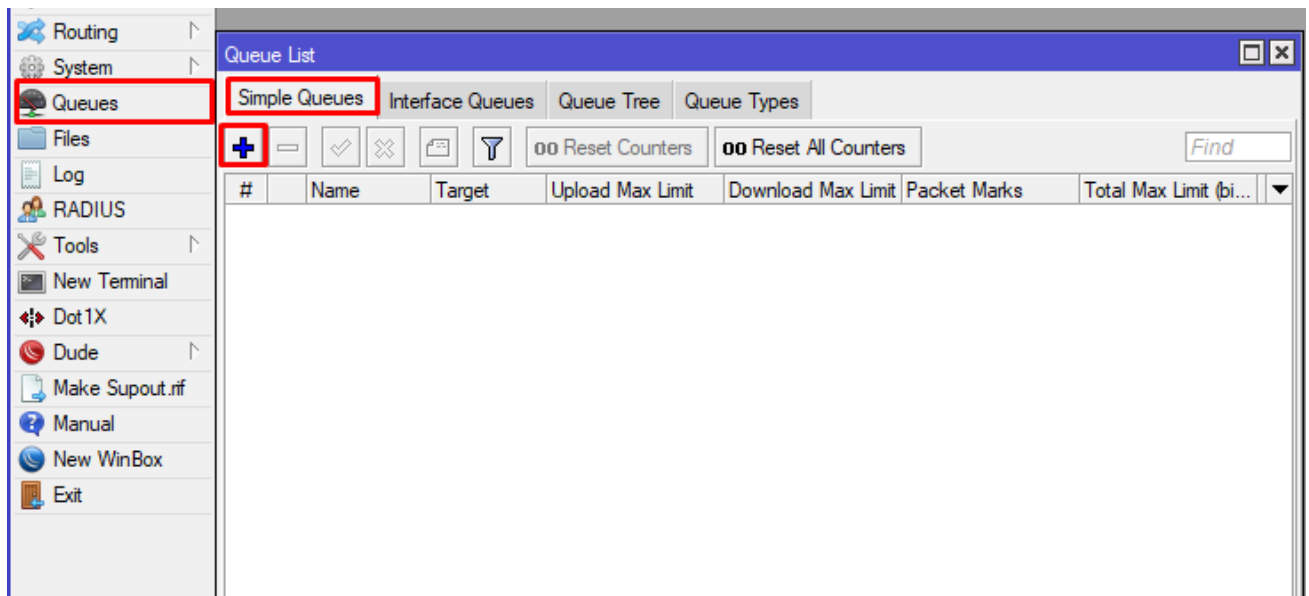 Routing
System
Queues
Files
Log
RADIUS
Tools
New Terminal
Dot1X
Dude
Make Supout.rif
Manual
New WinBox
Exit
Queue List
Simple Queues Interface Queues Queue Tree Queue Types
00 Reset Counters 00 Reset All Counters Find
# Name Target Upload Max Limit Download Max Limit Packet Marks Total Max Limit (bi...